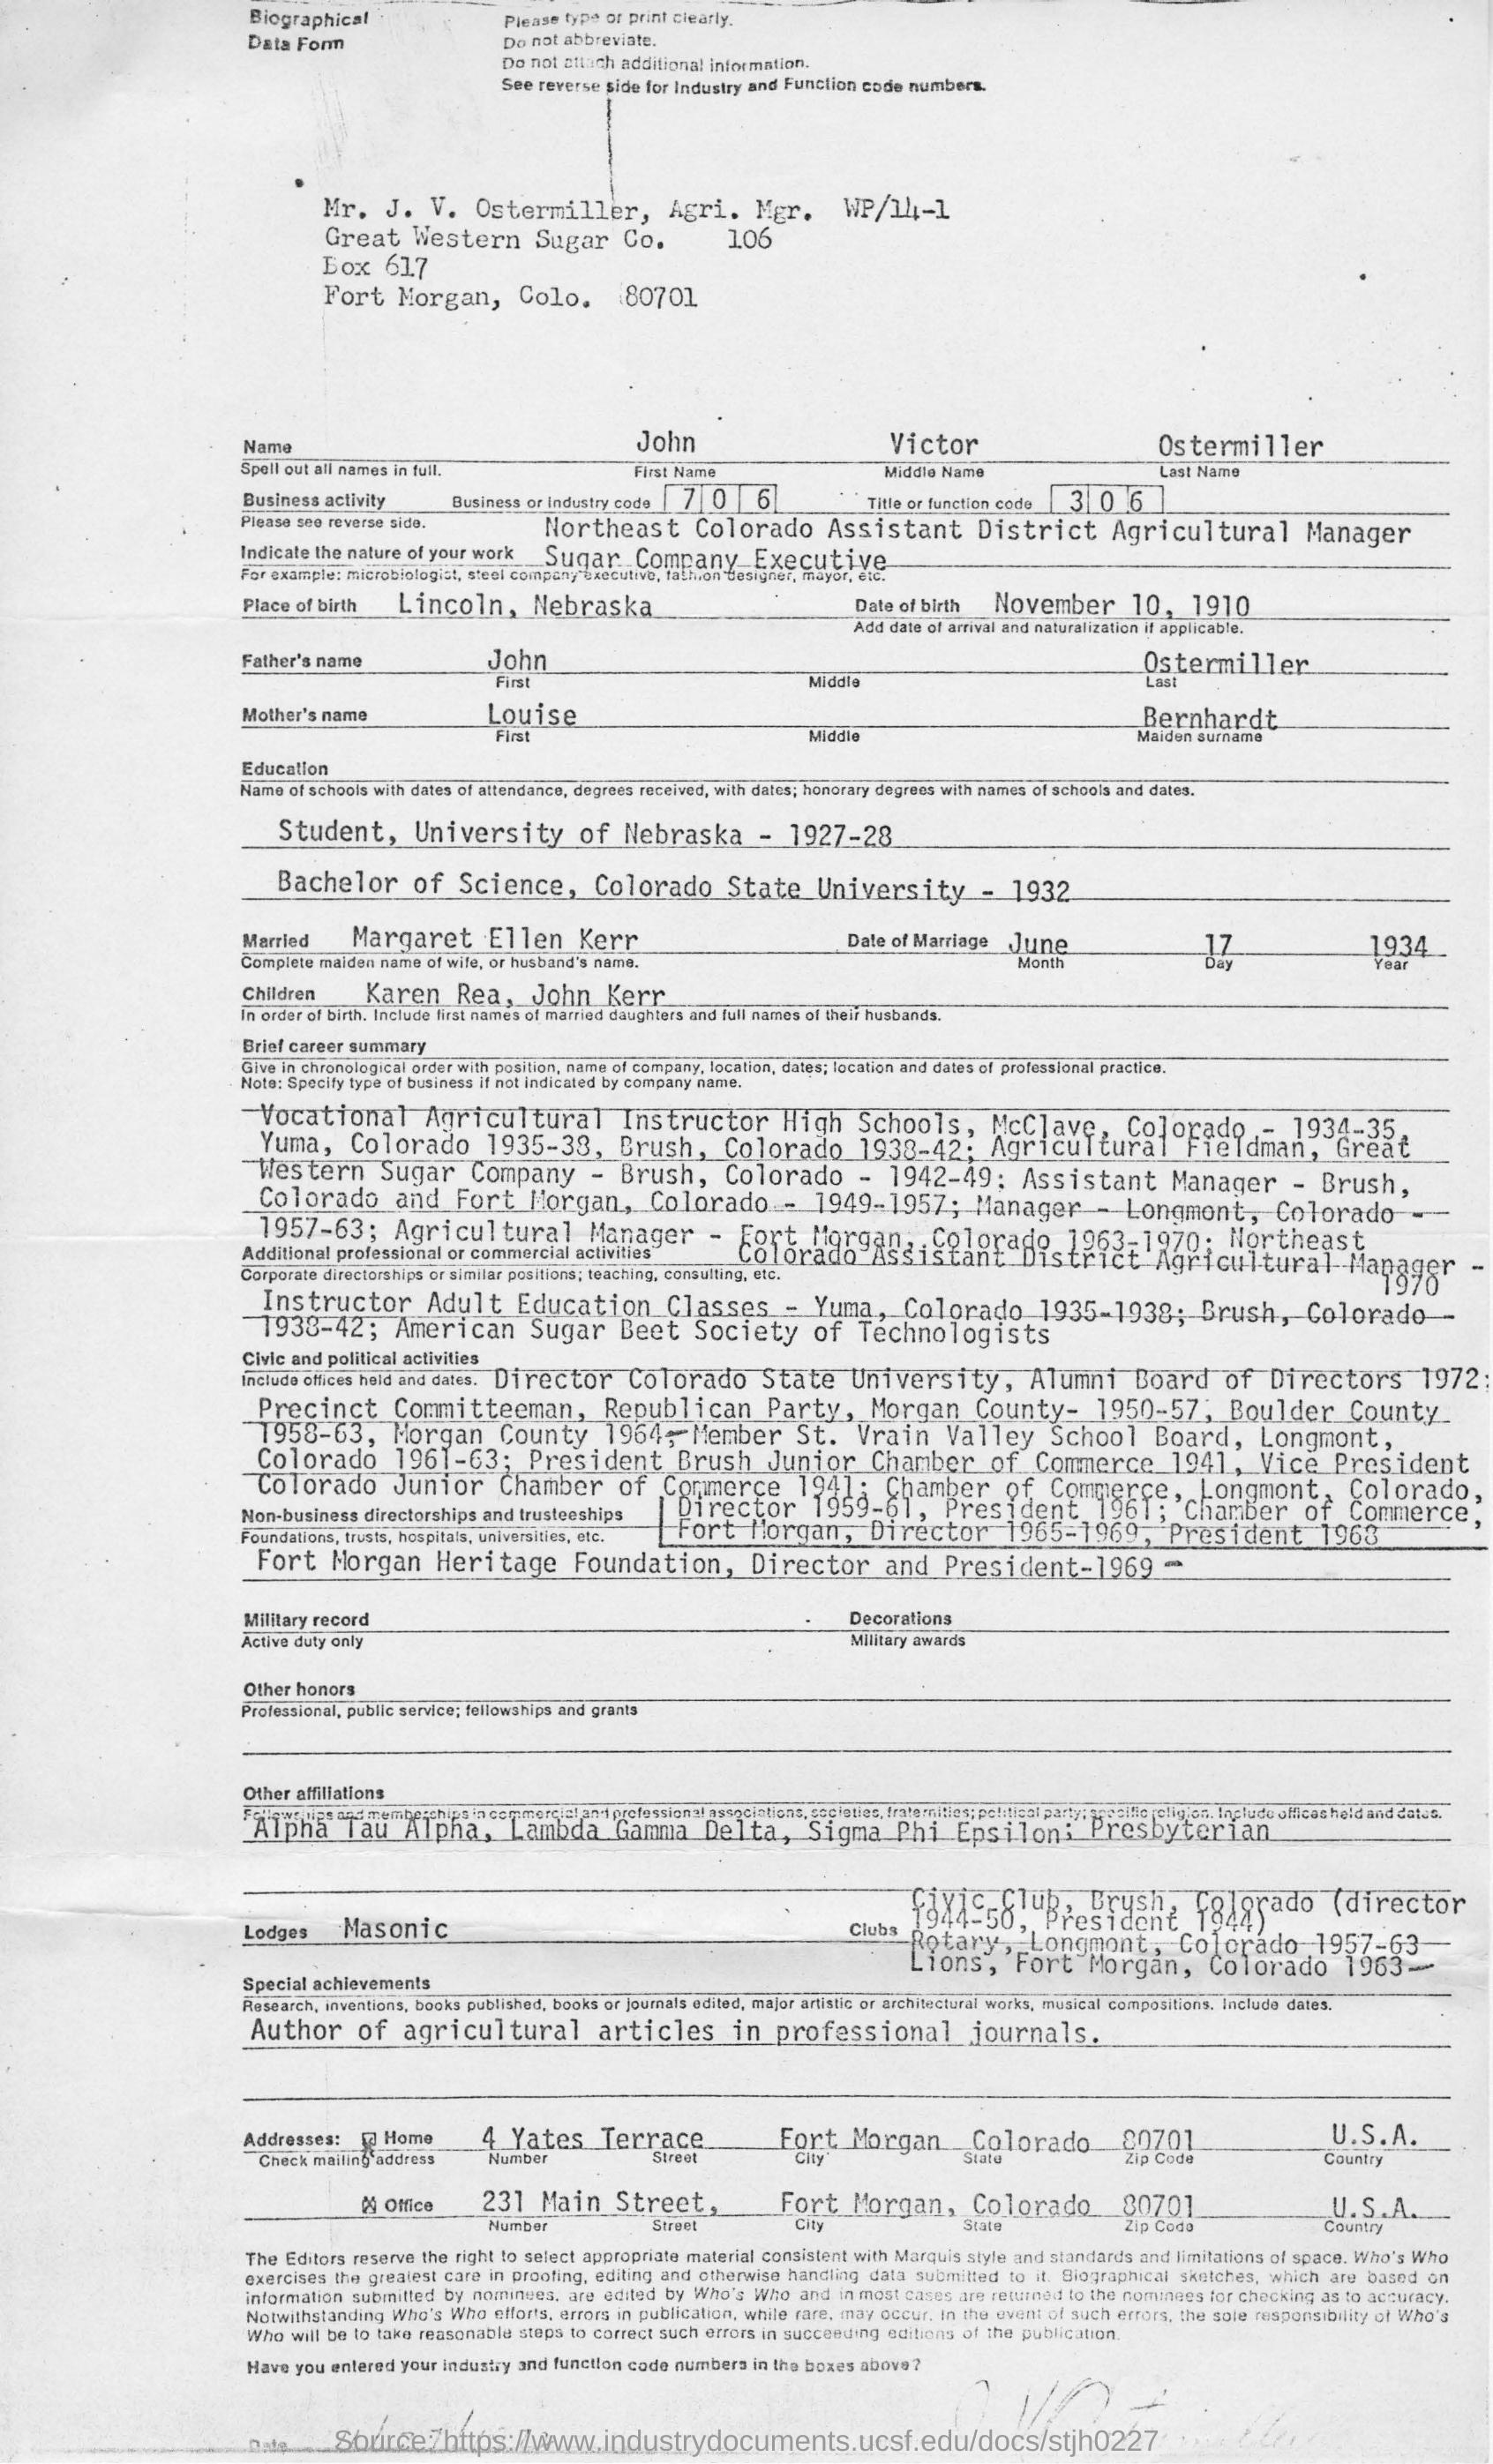 Biographical
Data Form
Please type or print clearly.
Do not abbreviate.
Do not attach additional information.
See reverse side for Industry and Function code numbers.
Mr. J. V. Ostermiller, Agri. Mgr. WP/14-1
Great Western Sugar Co. 106
Box 617
Fort Morgan, Colo. 80701
Name John Victor Ostermiller
Spell out all names in full. First Name Middle Name Last Name
Business activity Business or Industry code 7 0 6 Title or function code 3 0 6
Please see reverse side. Northeast Colorado Assistant District Agricultural Manager
Indicate the nature of your work Sugar Company Executive
For example: microbiologist, steel company executive, fashion designer, mayor, etc.
Place of birth Lincoln, Nebraska Date of birth November 10, 1910
Add date of arrival and naturalization if applicable.
Father's name John Ostermiller
First Middle Last
Mother's name Louise Bernhardt
First Middle Maiden surname
Education
Name of schools with dates of attendance, degrees received, with dates; honorary degrees with names of schools and dates.
Student, University of Nebraska - 1927-28
Bachelor of Science, Colorado State University - 1932
Married Margaret Ellen Kerr Date of Marriage June 17 1934
Complete maiden name of wife, or husband's name. Month Day Year
Children Karen Rea, John Kerr
In order of birth. Include first names of married daughters and full names of their husbands.
Brief career summary
Give in chronological order with position, name of company, location, dates; location and dates of professional practice.
Note: Specify type of business if not indicated by company name.
Vocational Agricultural Instructor High Schools, McClave, Colorado - 1934-35,
Yuma, Colorado 1935-38, Brush, Colorado 1938-42; Agricultural Fieldman, Great
Western Sugar Company - Brush, Colorado - 1942-49; Assistant Manager - Brush,
Colorado and Fort Morgan, Colorado - 1949-1957; Manager - Longmont, Colorado -
1957-63; Agricultural Manager - Fort Morgan, Colorado 1963-1970; Northeast
Additional professional or commercial activities Colorado Assistant District Agricultural Manager -
Corporate directorships or similar positions; teaching, consulting, etc. 1970
Instructor Adult Education Classes - Yuma, Colorado 1935-1938; Brush, Colorado -
1938-42; American Sugar Beet Society of Technologists
Civic and political activities
Include offices held and dates. Director Colorado State University, Alumni Board of Directors 1972;
Precinct Committeeman, Republican Party, Morgan County- 1950-57, Boulder County
1958-63, Morgan County 1964- Member St. Vrain Valley School Board, Longmont,
Colorado 1961-63; President Brush Junior Chamber of Commerce 1941, Vice President
Colorado Junior Chamber of Commerce 1941; Chamber of Commerce, Longmont, Colorado,
Non-business directorships and trusteeships Director 1959-61, President 1961; Chamber of Commerce,
Foundations, trusts, hospitals, universities, etc. Fort Morgan, Director 1965-1969, President 1968
Fort Morgan Heritage Foundation, Director and President-1969 -
Military record Decorations
Active duty only Military awards
Other honors
Professional, public service; fellowships and grants
Other affiliations
Fellowships and memberships in commercial and professional associations, societies, fraternities; political party; specific religion. Include offices held and dates.
Alpha Tau Alpha, Lambda Gamma Delta, Sigma Phi Epsilon; Presbyterian
Civic Club, Brush, Colorado (director
1944-50, President 1944)
Lodges Masonic Clubs Rotary, Longmont, Colorado 1957-63
Lions, Fort Morgan, Colorado 1963-
Special achievements
Research, inventions, books published, books or journals edited, major artistic or architectural works, musical compositions. Include dates.
Author of agricultural articles in professional journals.
Addresses: Home 4 Yates Terrace Fort Morgan Colorado 80701 U.S.A.
Check mailing address Number Street City State Zip Code Country
X Office 231 Main Street, Fort Morgan, Colorado 80701 U.S.A.
Number Street City State Zip Code Country
The Editors reserve the right to select appropriate material consistent with Marquis style and standards and limitations of space. Who's Who
exercises the greatest care in proofing, editing and otherwise handling data submitted to it. Biographical sketches, which are based on
information submitted by nominees, are edited by Who's Who and in most cases are returned to the nominees for checking as to accuracy.
Notwithstanding Who's Who efforts, errors in publication, while rare, may occur. In the event of such errors, the sole responsibility of Who's
Who will be to take reasonable steps to correct such errors in succeeding editions of the publication.
Have you entered your industry and function code numbers in the boxes above?
Date
Source: https://www.industrydocuments.ucsf.edu/docs/stjh0227